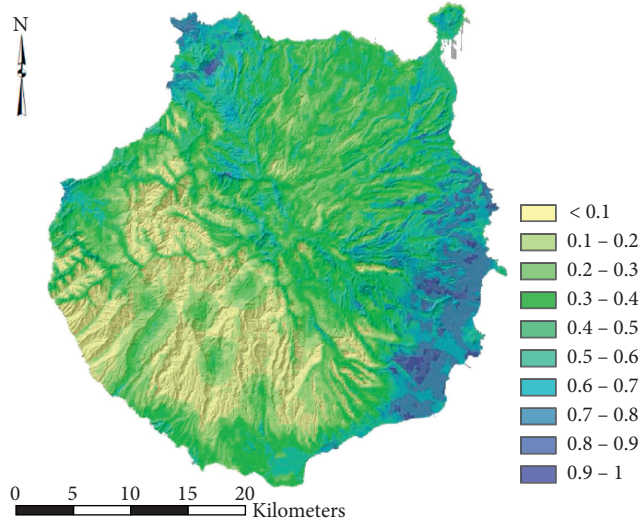 N
< 0.1
0.1 – 0.2
0.2 – 0.3
0.3 – 0.4
0.4 – 0.5
0.5 – 0.6
0.6 – 0.7
0.7 – 0.8
0.8 – 0.9
0.9 – 1
0 5 10 15 20
Kilometers